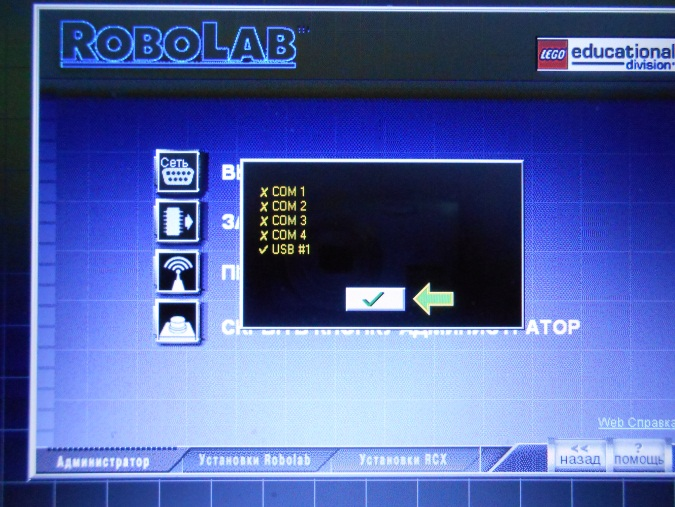 ROBOLAB
LEGO educational
division
Сеть
COM 1
COM 2
COM 3
COM 4
USB #1
Web Справка
Администратор
Установки Robolab
Установки RCX
<< назад
? помощь